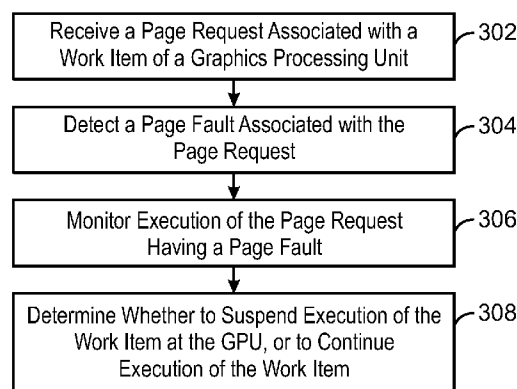 Receive a Page Request Associated with a
Work Item of a Graphics Processing Unit
302
Detect a Page Fault Associated with the
Page Request
304
Monitor Execution of the Page Request
Having a Page Fault
306
Determine Whether to Suspend Execution of the
Work Item at the GPU, or to Continue
Execution of the Work Item
308